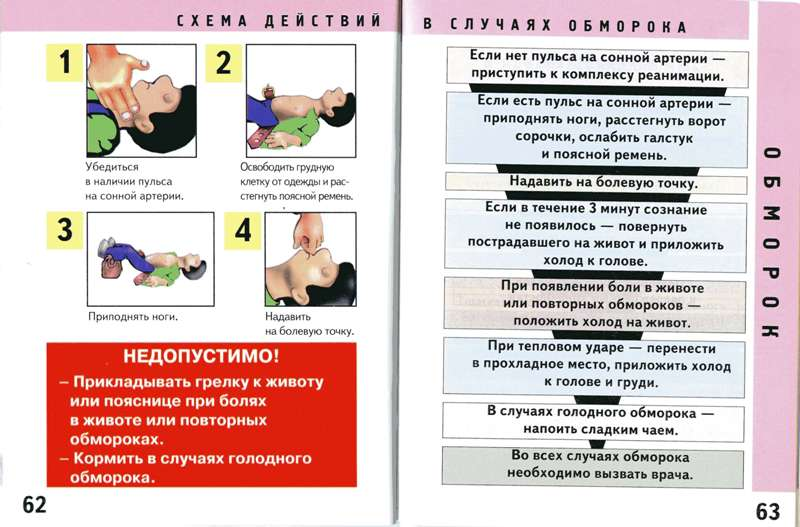 СХЕМА ДЕЙСТВИЙ
1
Убедиться
в наличии пульса
на сонной артерии.
2
Освободить грудную
клетку от одежды и рас-
стегнуть поясной ремень.
3
Приподнять ноги.
4
Надавить
на болевую точку.
НЕДОПУСТИМО!
– Прикладывать грелку к животу
или пояснице при болях
в животе или повторных
обмороках.
– Кормить в случаях голодного
обморока.
62
В СЛУЧАЯХ ОБМОРОКА
Если нет пульса на сонной артерии —
приступить к комплексу реанимации.
Если есть пульс на сонной артерии —
приподнять ноги, расстегнуть ворот
сорочки, ослабить галстук
и поясной ремень.
Надавить на болевую точку.
Если в течение 3 минут сознание
не появилось — повернуть
пострадавшего на живот и приложить
холод к голове.
При появлении боли в животе
или повторных обмороков —
положить холод на живот.
При тепловом ударе — перенести
в прохладное место, приложить холод
к голове и груди.
В случаях голодного обморока —
напоить сладким чаем.
Во всех случаях обморока
необходимо вызвать врача.
ОБМОРОК
63